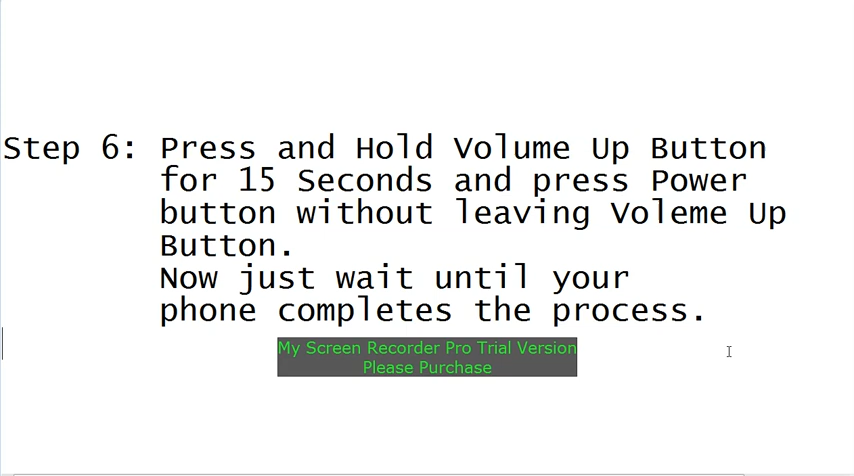 Step 6: Press and Hold Volume Up Button
for 15 Seconds and press Power
button without leaving Voleme Up
Button.
Now just wait until your
phone completes the process.
My Screen Recorder Pro Trial Version
Please Purchase